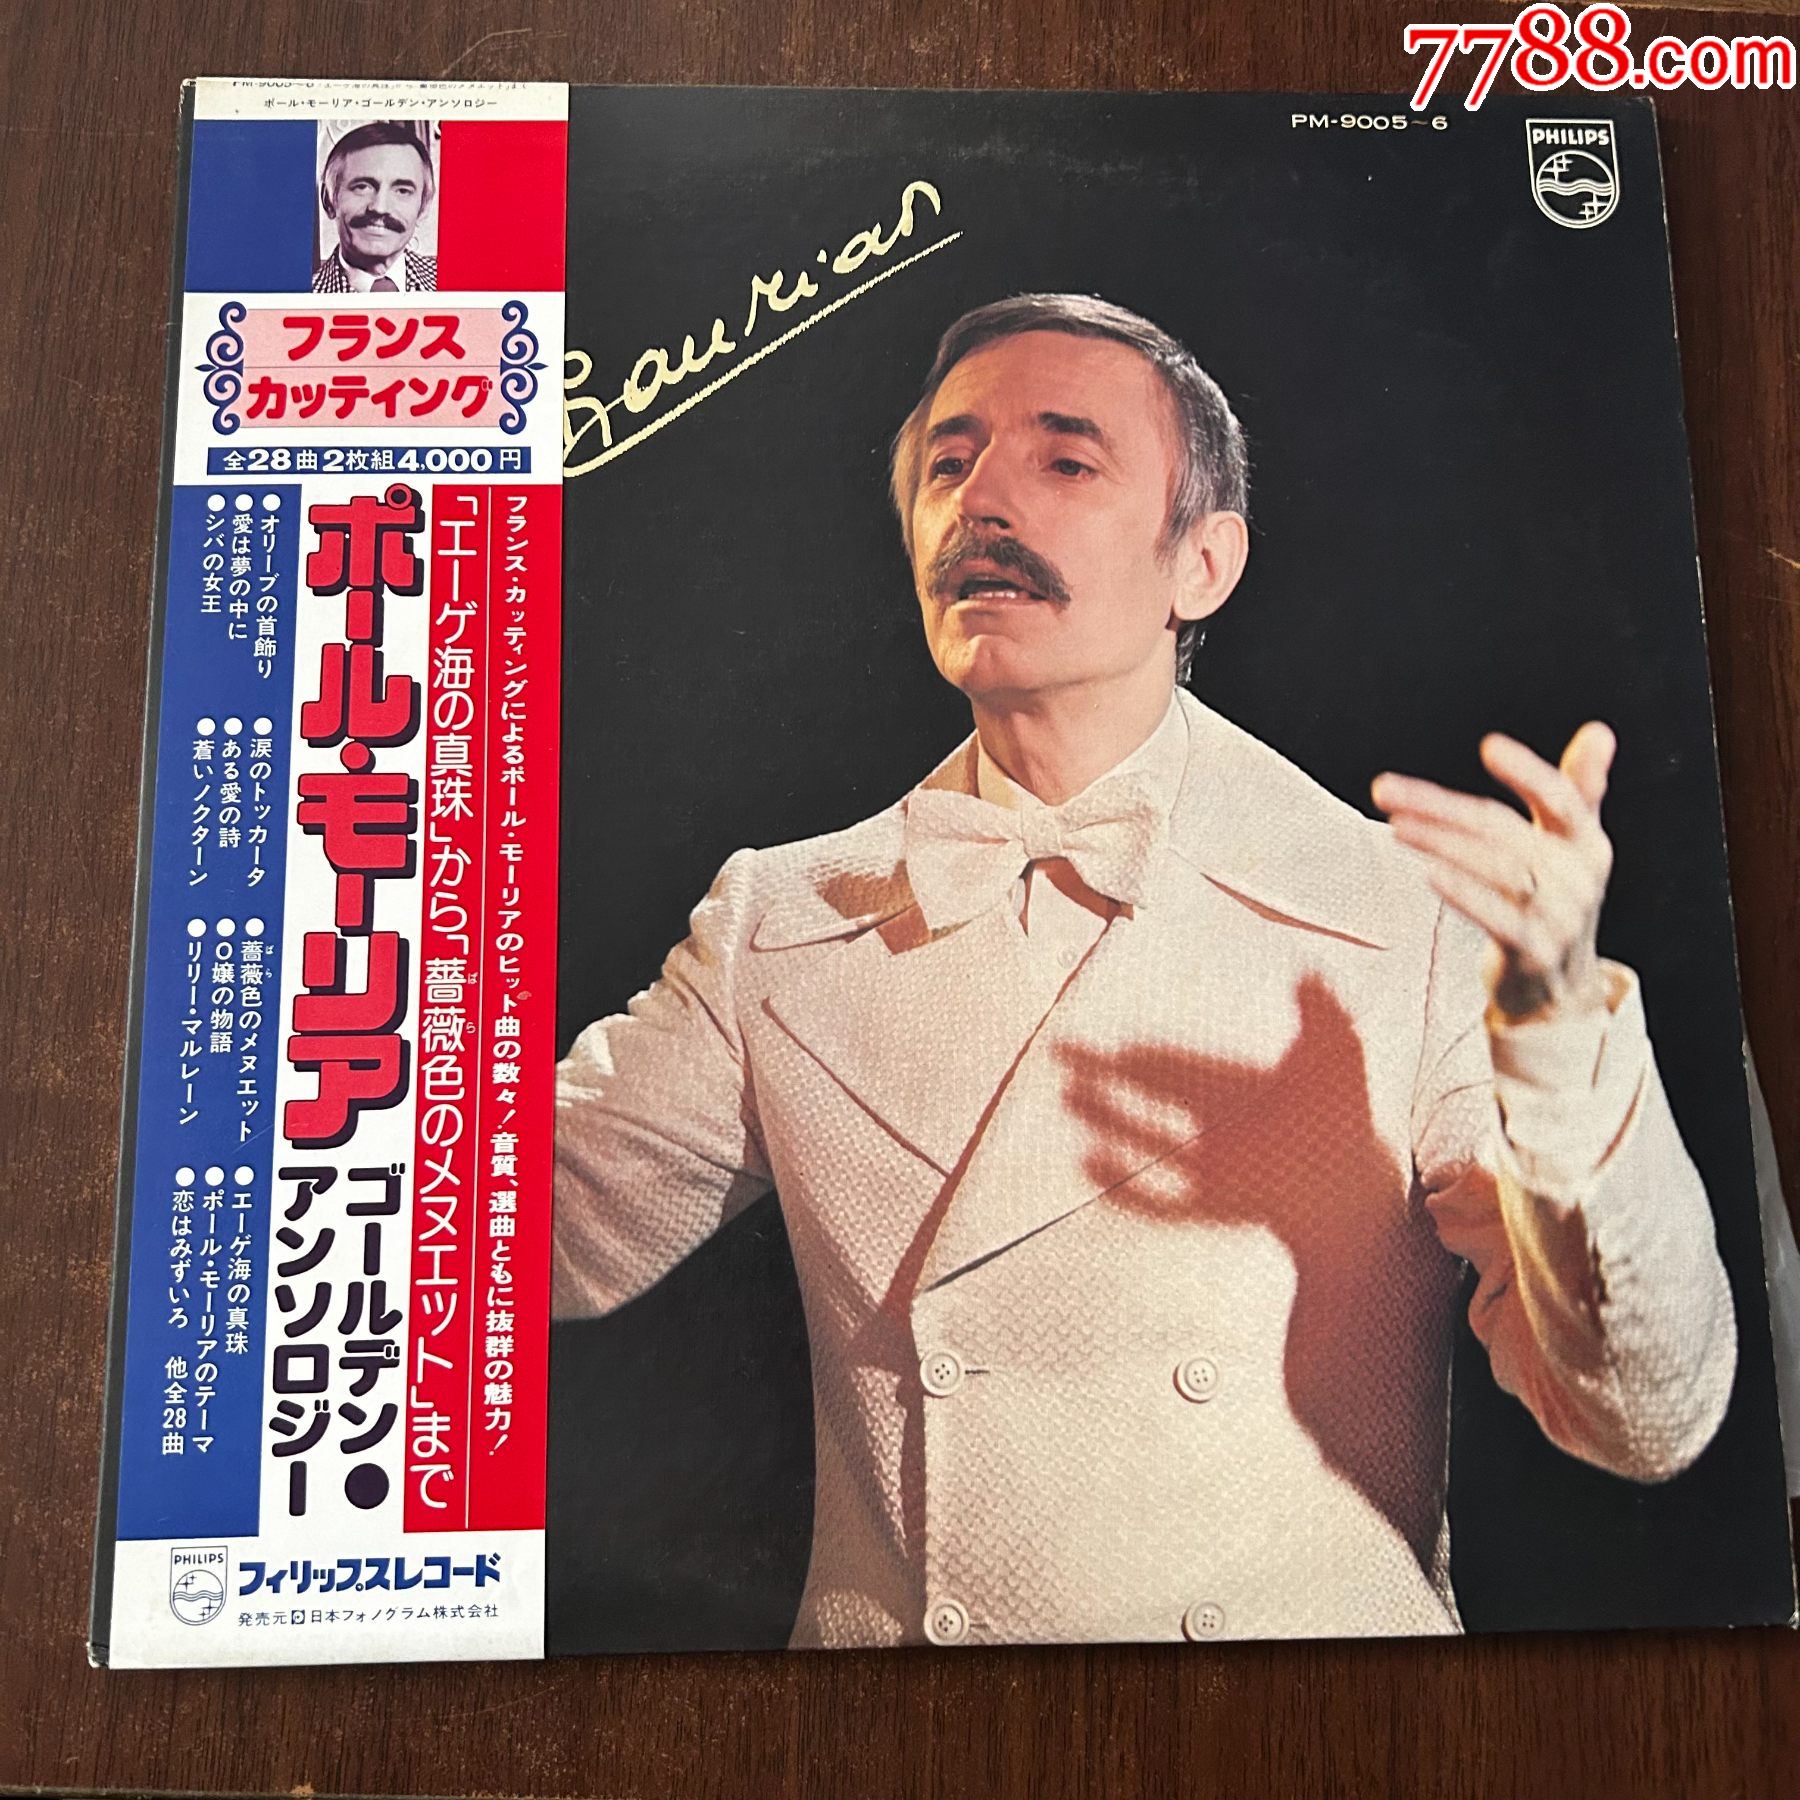 7788.com
PM-9005~6
ポール・モーリア・ゴールデン・アンソロジー
PM-9005~6
PHILIPS
フランス
カッティング
全28曲2枚組4,000円
フランス・カッティングによるポール・モーリアのヒット曲の数々!音質、選曲ともに抜群の魅力!
「エーゲ海の真珠」から「薔薇色のメヌエット」まで
ばら
ポール・モーリア
ゴールデン・
アンソロジー
●オリーブの首飾り
●愛は夢の中に
●シバの女王
●涙のトッカータ
●ある愛の詩
●蒼いノクターン
●薔薇色のメヌエット
ばら
●O嬢の物語
●リリー・マルレーン
●エーゲ海の真珠
●ポール・モーリアのテーマ
●恋はみずいろ 他全28曲
PHILIPS
フィリップスレコード
発売元 日本フォノグラム株式会社